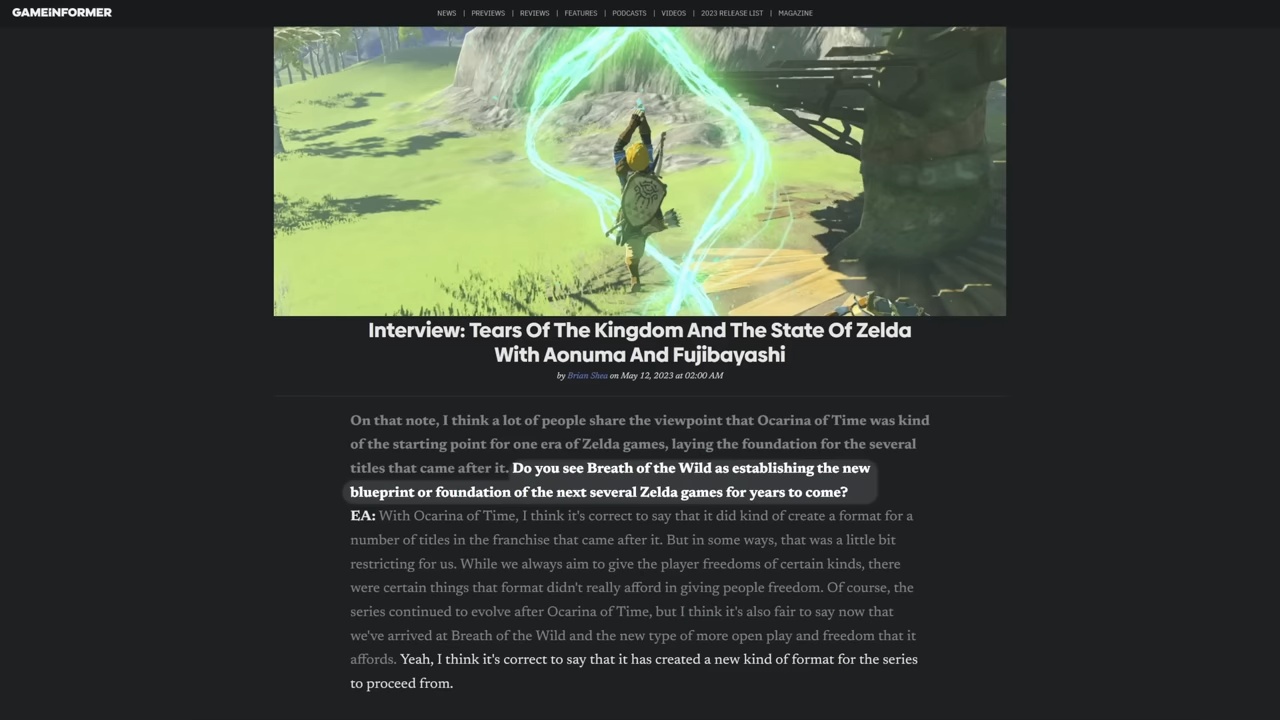 GAMEINFORMER
NEWS | PREVIEWS | REVIEWS | FEATURES | PODCASTS | VIDEOS | 2023 RELEASE LIST | MAGAZINE
Interview: Tears Of The Kingdom And The State Of Zelda
With Aonuma And Fujibayashi
by Brian Shea on May 12, 2023 at 02:00 AM
On that note, I think a lot of people share the viewpoint that Ocarina of Time was kind
of the starting point for one era of Zelda games, laying the foundation for the several
titles that came after it. Do you see Breath of the Wild as establishing the new
blueprint or foundation of the next several Zelda games for years to come?
EA: With Ocarina of Time, I think it's correct to say that it did kind of create a format for a
number of titles in the franchise that came after it. But in some ways, that was a little bit
restricting for us. While we always aim to give the player freedoms of certain kinds, there
were certain things that format didn't really afford in giving people freedom. Of course, the
series continued to evolve after Ocarina of Time, but I think it's also fair to say now that
we've arrived at Breath of the Wild and the new type of more open play and freedom that it
affords. Yeah, I think it's correct to say that it has created a new kind of format for the series
to proceed from.